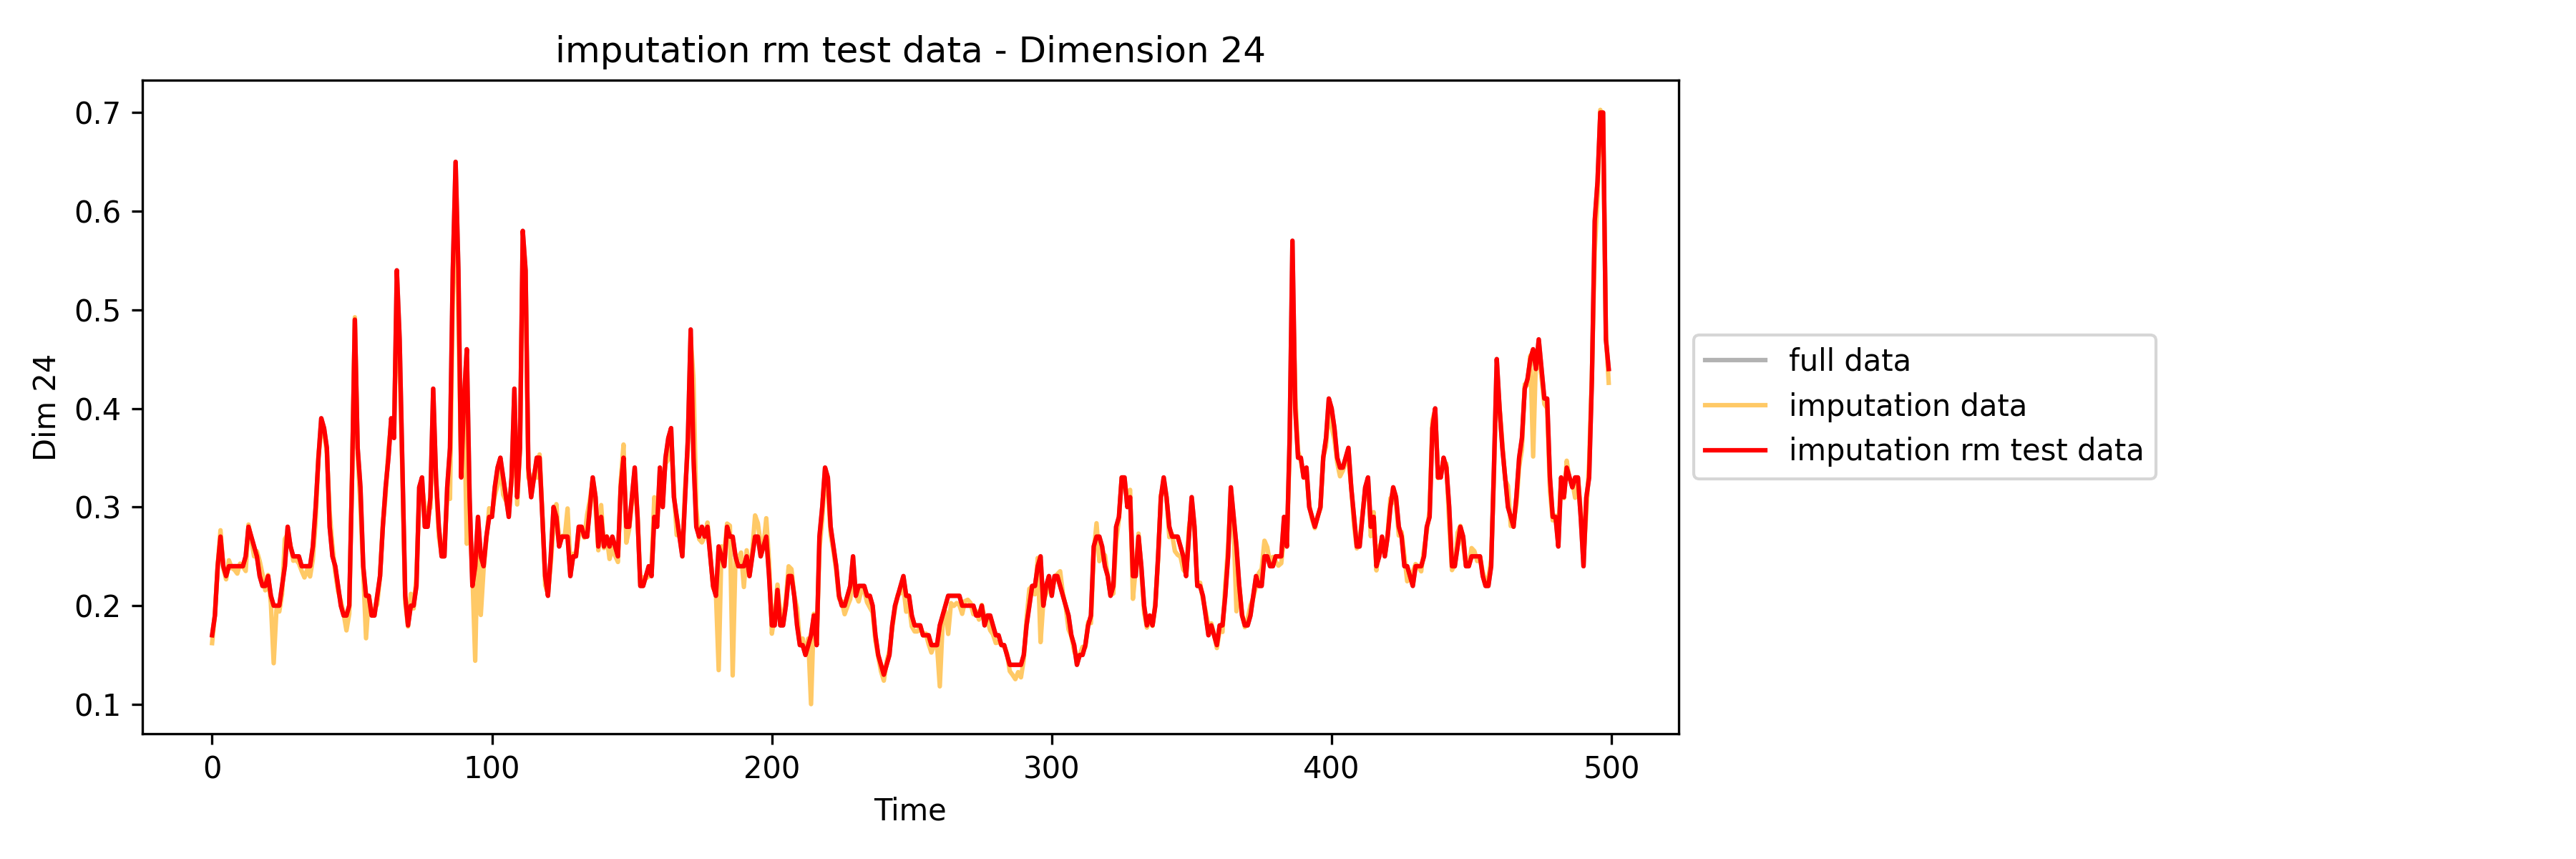 imputation rm test data - Dimension 24
0.7
0.6
0.5
0.4
0.3
0.2
0.1
Dim 24
0
100
200
300
400
500
Time
full data
imputation data
imputation rm test data